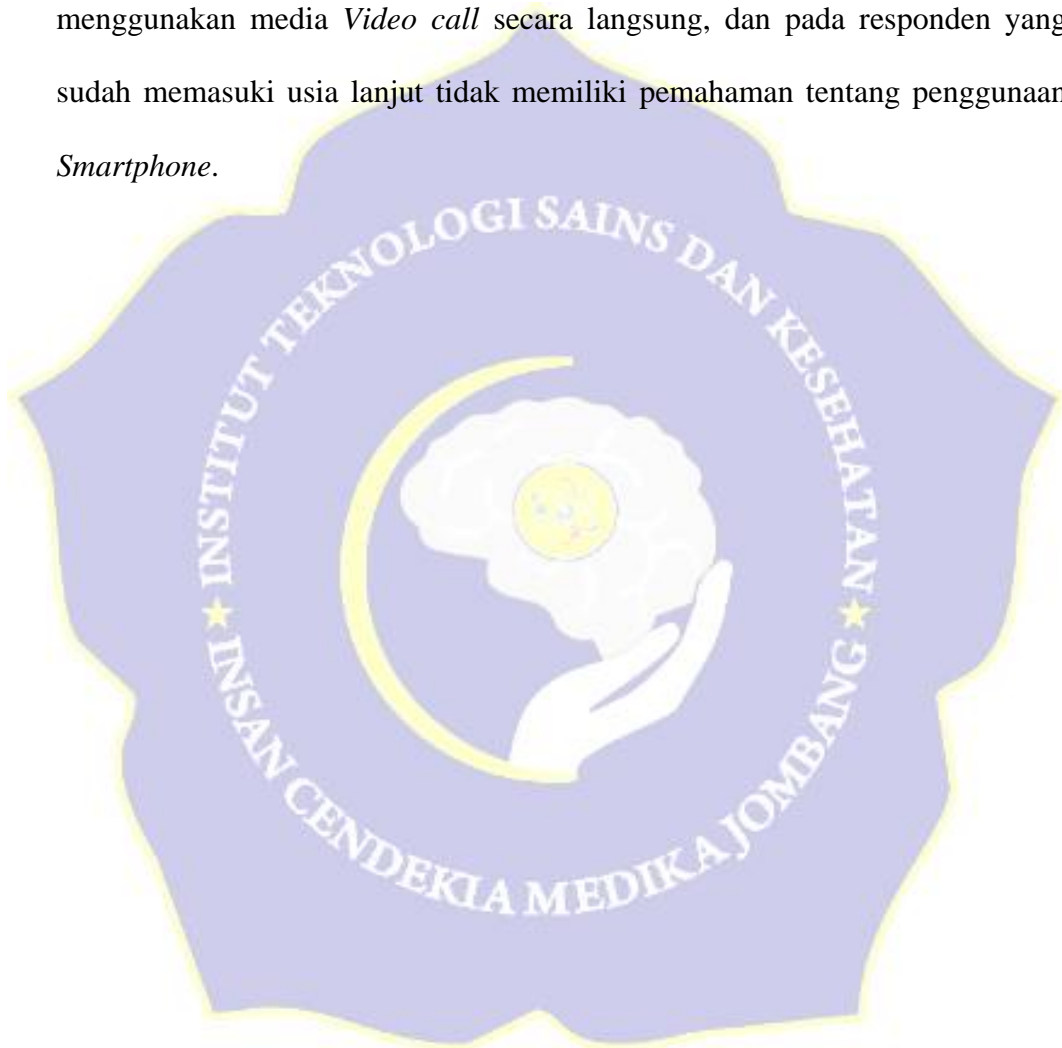 menggunakan media Video call secara langsung, dan pada responden yang
sudah memasuki usia lanjut tidak memiliki pemahaman tentang penggunaan
Smartphone.
INSTITUT TEKNOLOGI SAINS DAN KESEHATAN
INSAN CENDEKIA MEDIKA JOMBANG